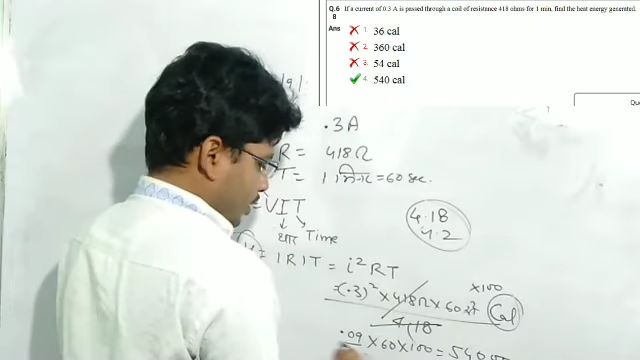 Q.6 If a current of 0.3 A is passed through a coil of resistance 418 ohms for 1 min, find the heat energy generated.
8
Ans
1. 36 cal
2. 360 cal
3. 54 cal
4. 540 cal
.3A
R = 418Ω
T = 1 मिनट = 60 sec.
= VIT
धारा Time
4.18
4.2
= IRIT = i²RT
= (.3)² × 418Ω × 60 × 100 Cal
4.18
.09 × 60 × 100 = 540